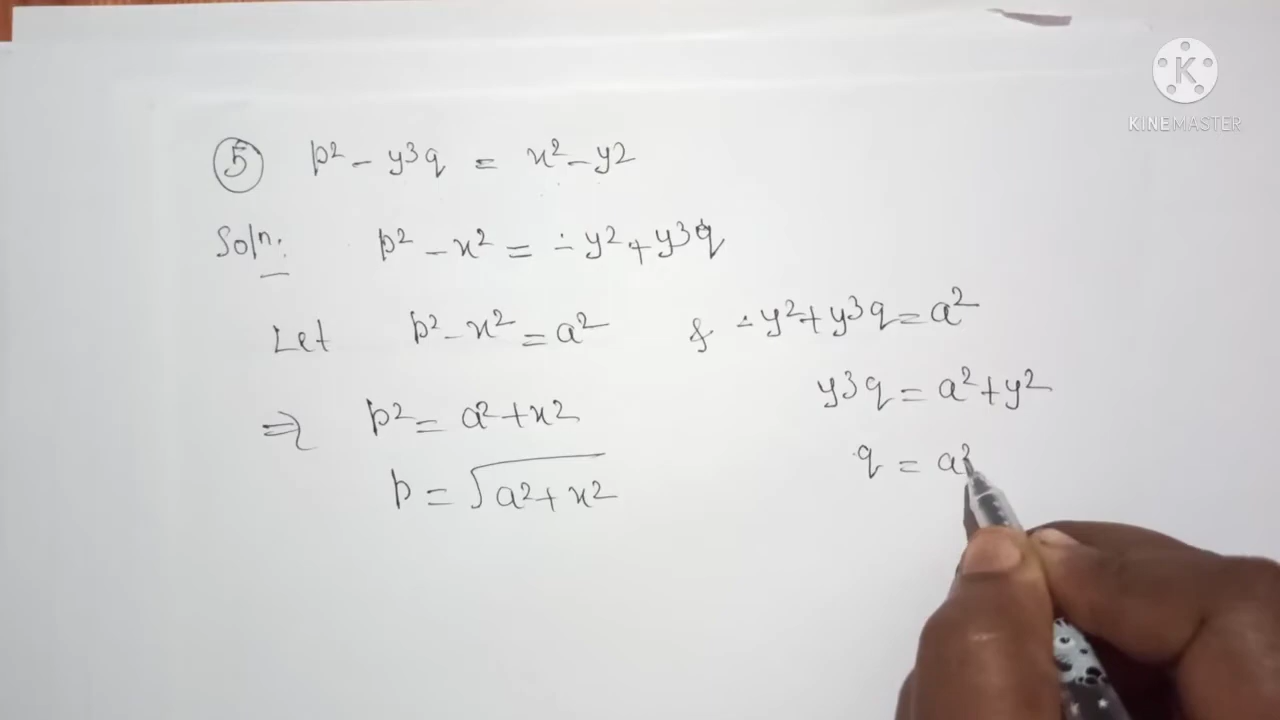 KINEMASTER
⑤ p² - y³q = x² - y²
Soln: p² - x² = -y² + y³q
Let p² - x² = a² & -y² + y³q = a²
y³q = a² + y²
⇒ p² = a² + x²
q = a²
p = √a² + x²